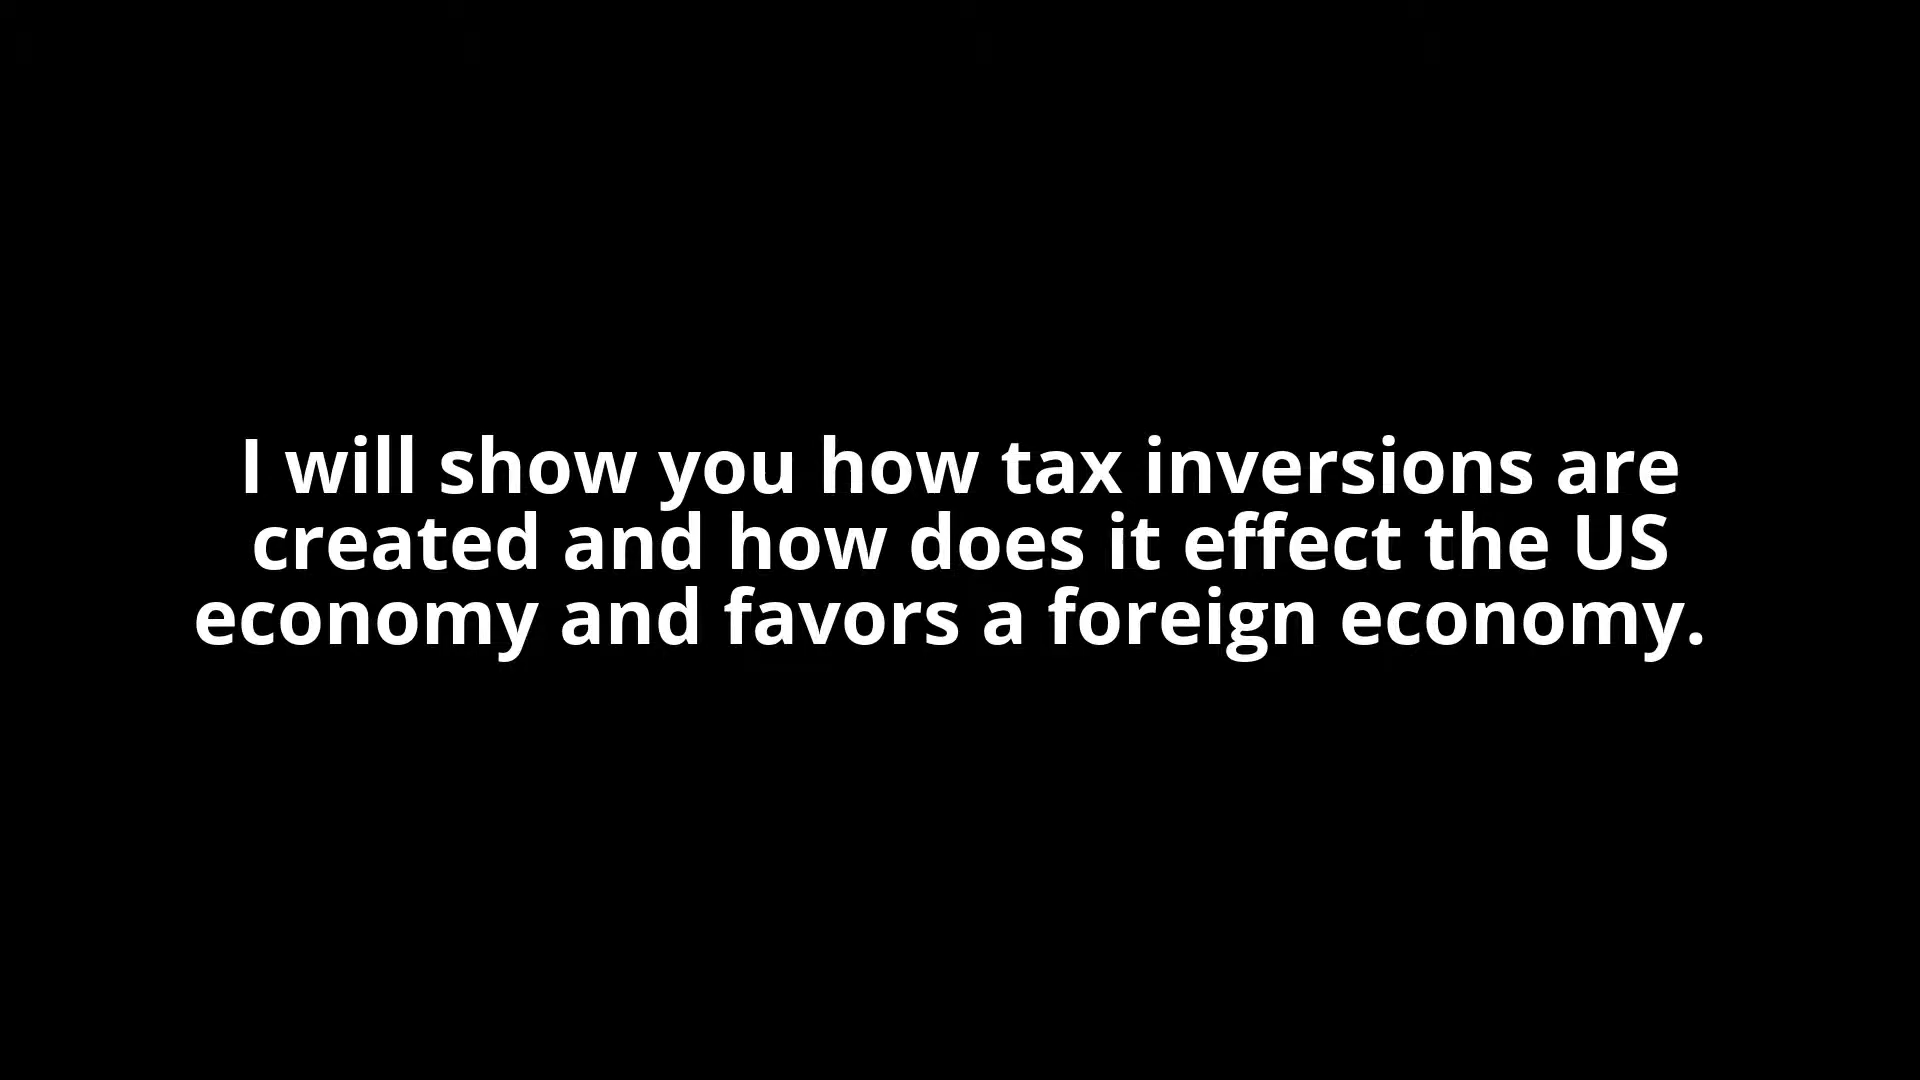 I will show you how tax inversions are
created and how does it effect the US
economy and favors a foreign economy.